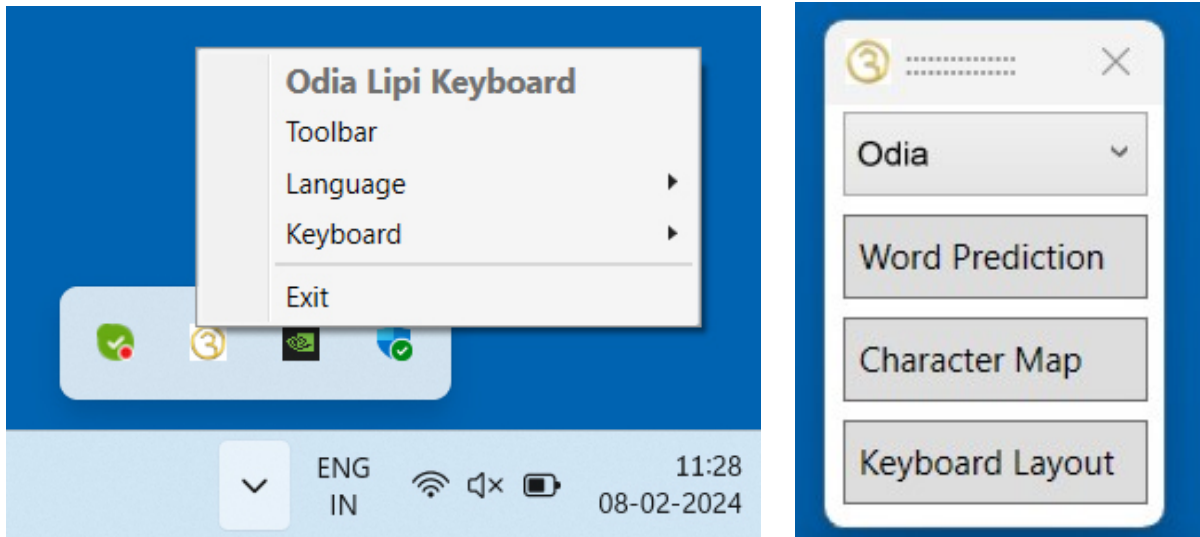 Odia Lipi Keyboard
Toolbar
Language
Keyboard
Exit
ENG
IN
11:28
08-02-2024
Odia
Word Prediction
Character Map
Keyboard Layout